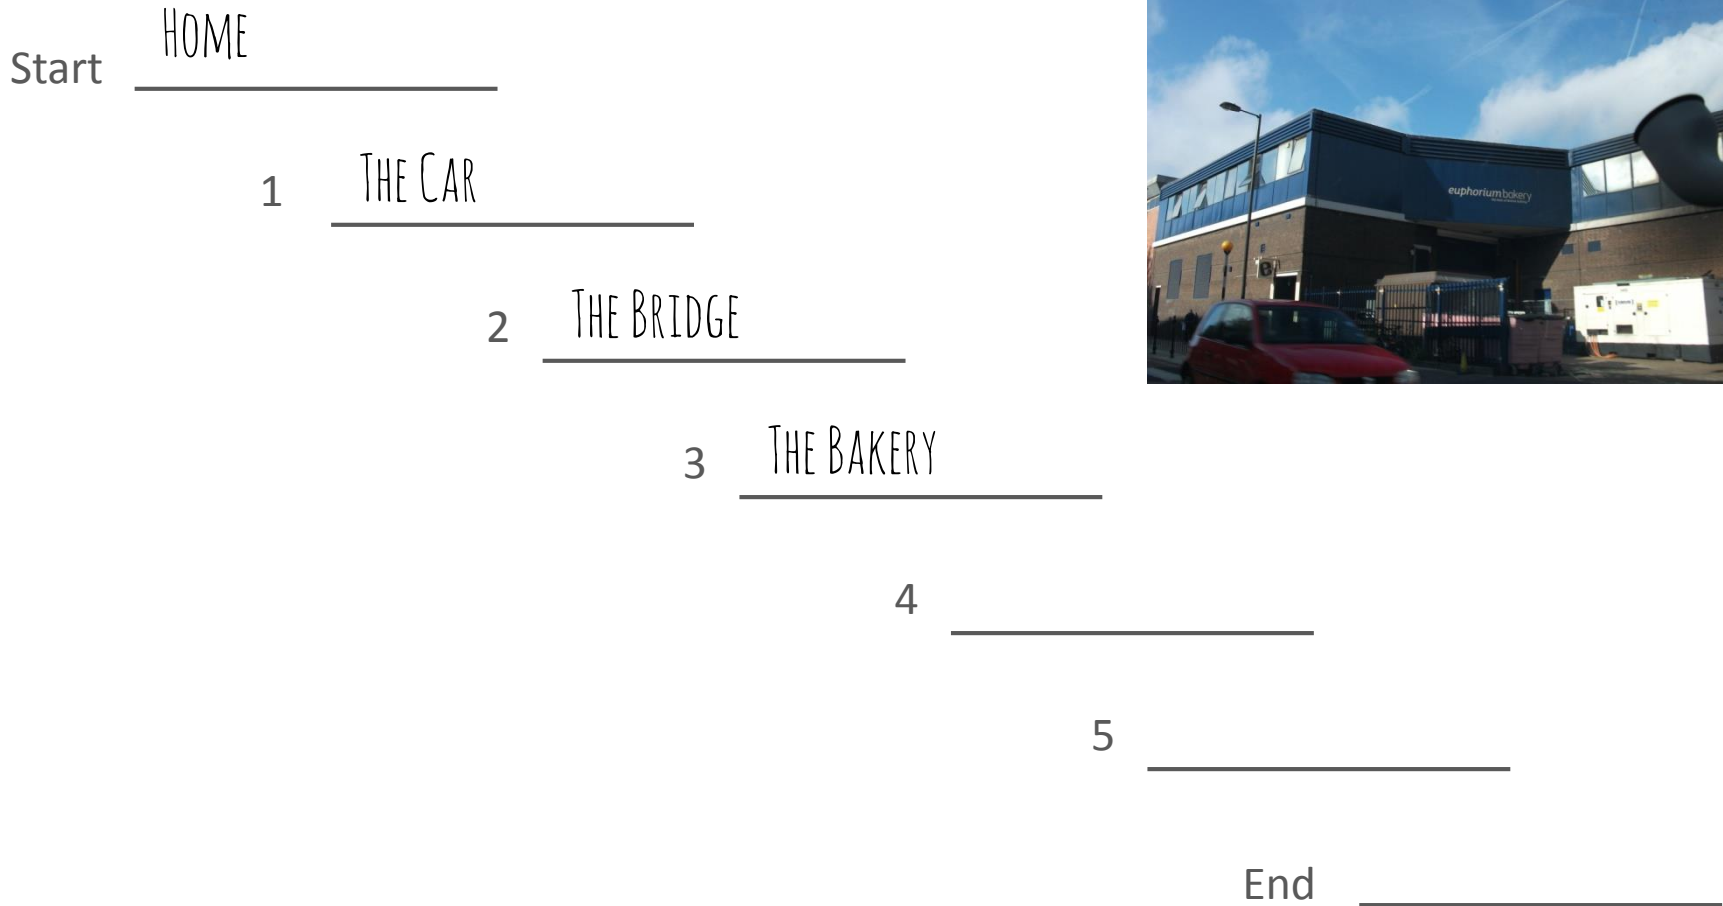 Home
Start
The Car
1
The Bridge
2
The Bakery
3
4
5
End
euphorium bakery
B